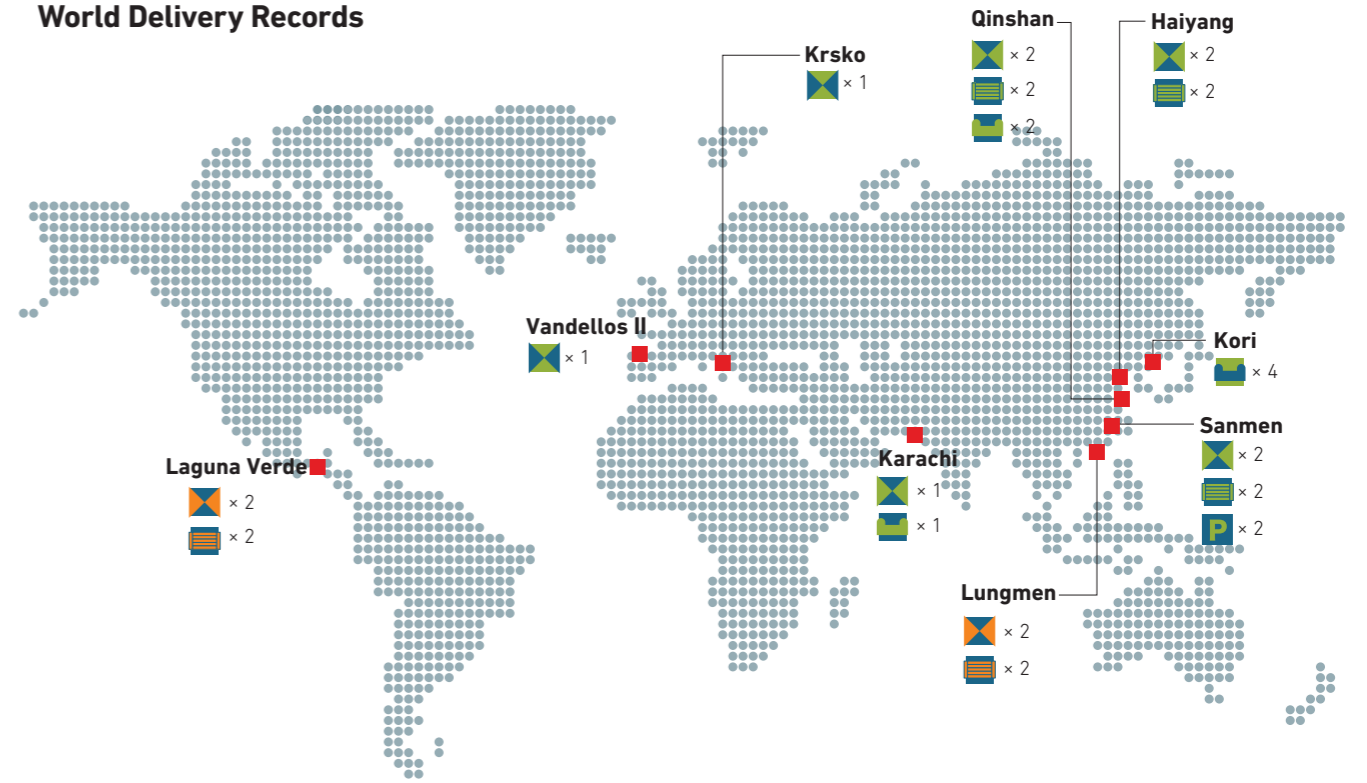 World Delivery Records
Qinshan
× 2
× 2
× 2
Haiyang
× 2
× 2
Krsko
× 1
Vandellos II
× 1
Kori
× 4
Laguna Verde
× 2
× 2
Karachi
× 1
× 1
Sanmen
× 2
× 2
P × 2
Lungmen
× 2
× 2